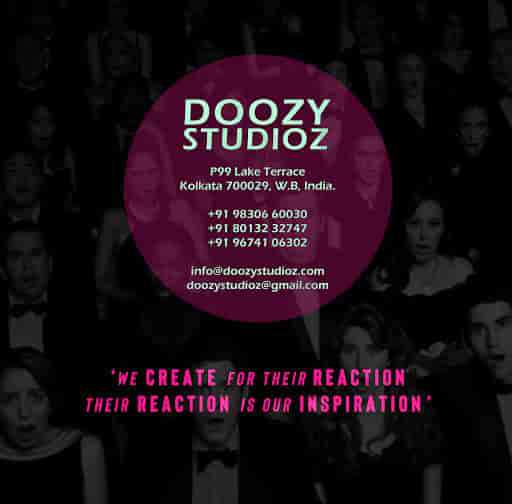 DOOZY
STUDIOZ
P99 Lake Terrace
Kolkata 700029, W.B, India.
+91 98306 60030
+91 80132 32747
+91 96741 06302
info@doozystudioz.com
doozystudioz@gmail.com
'WE CREATE FOR THEIR REACTION
THEIR REACTION IS OUR INSPIRATION'